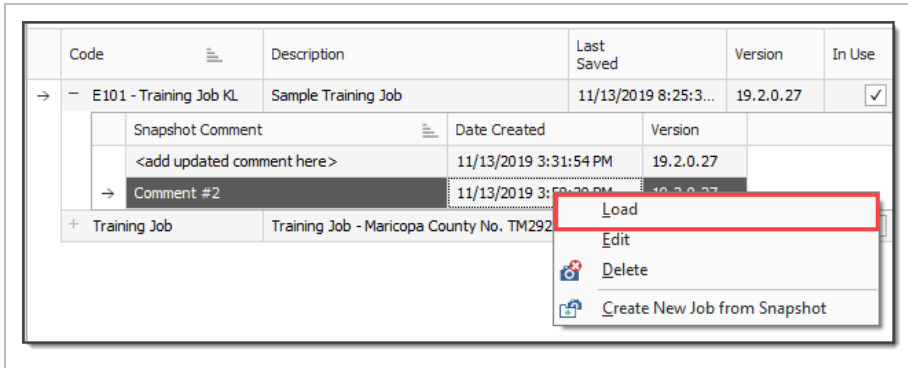 Code Description Last Saved Version In Use
E101 - Training Job KL Sample Training Job 11/13/2019 8:25:3... 19.2.0.27
Snapshot Comment Date Created Version
<add updated comment here> 11/13/2019 3:31:54 PM 19.2.0.27
Comment #2 11/13/2019
Load
Training Job Training Job - Maricopa County No. TM292
Edit
Delete
Create New Job from Snapshot